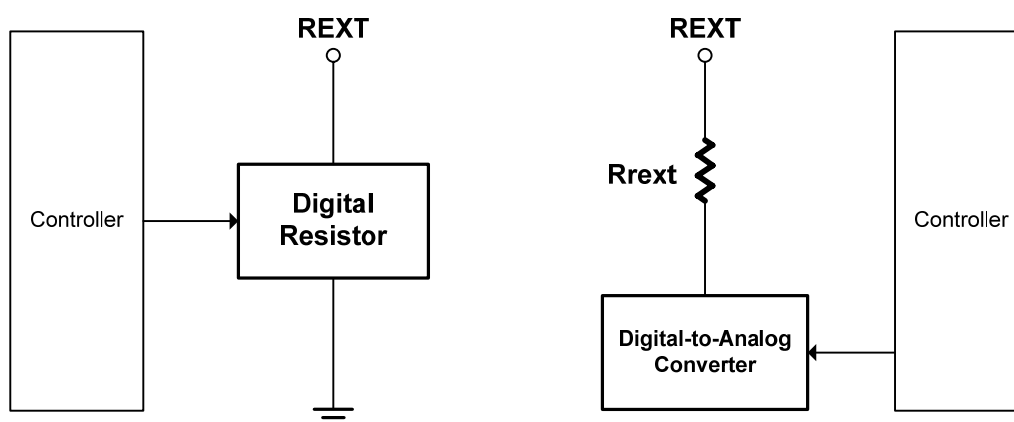 REXT
Controller
Digital
Resistor
REXT
Rrext
Digital-to-Analog
Converter
Controller